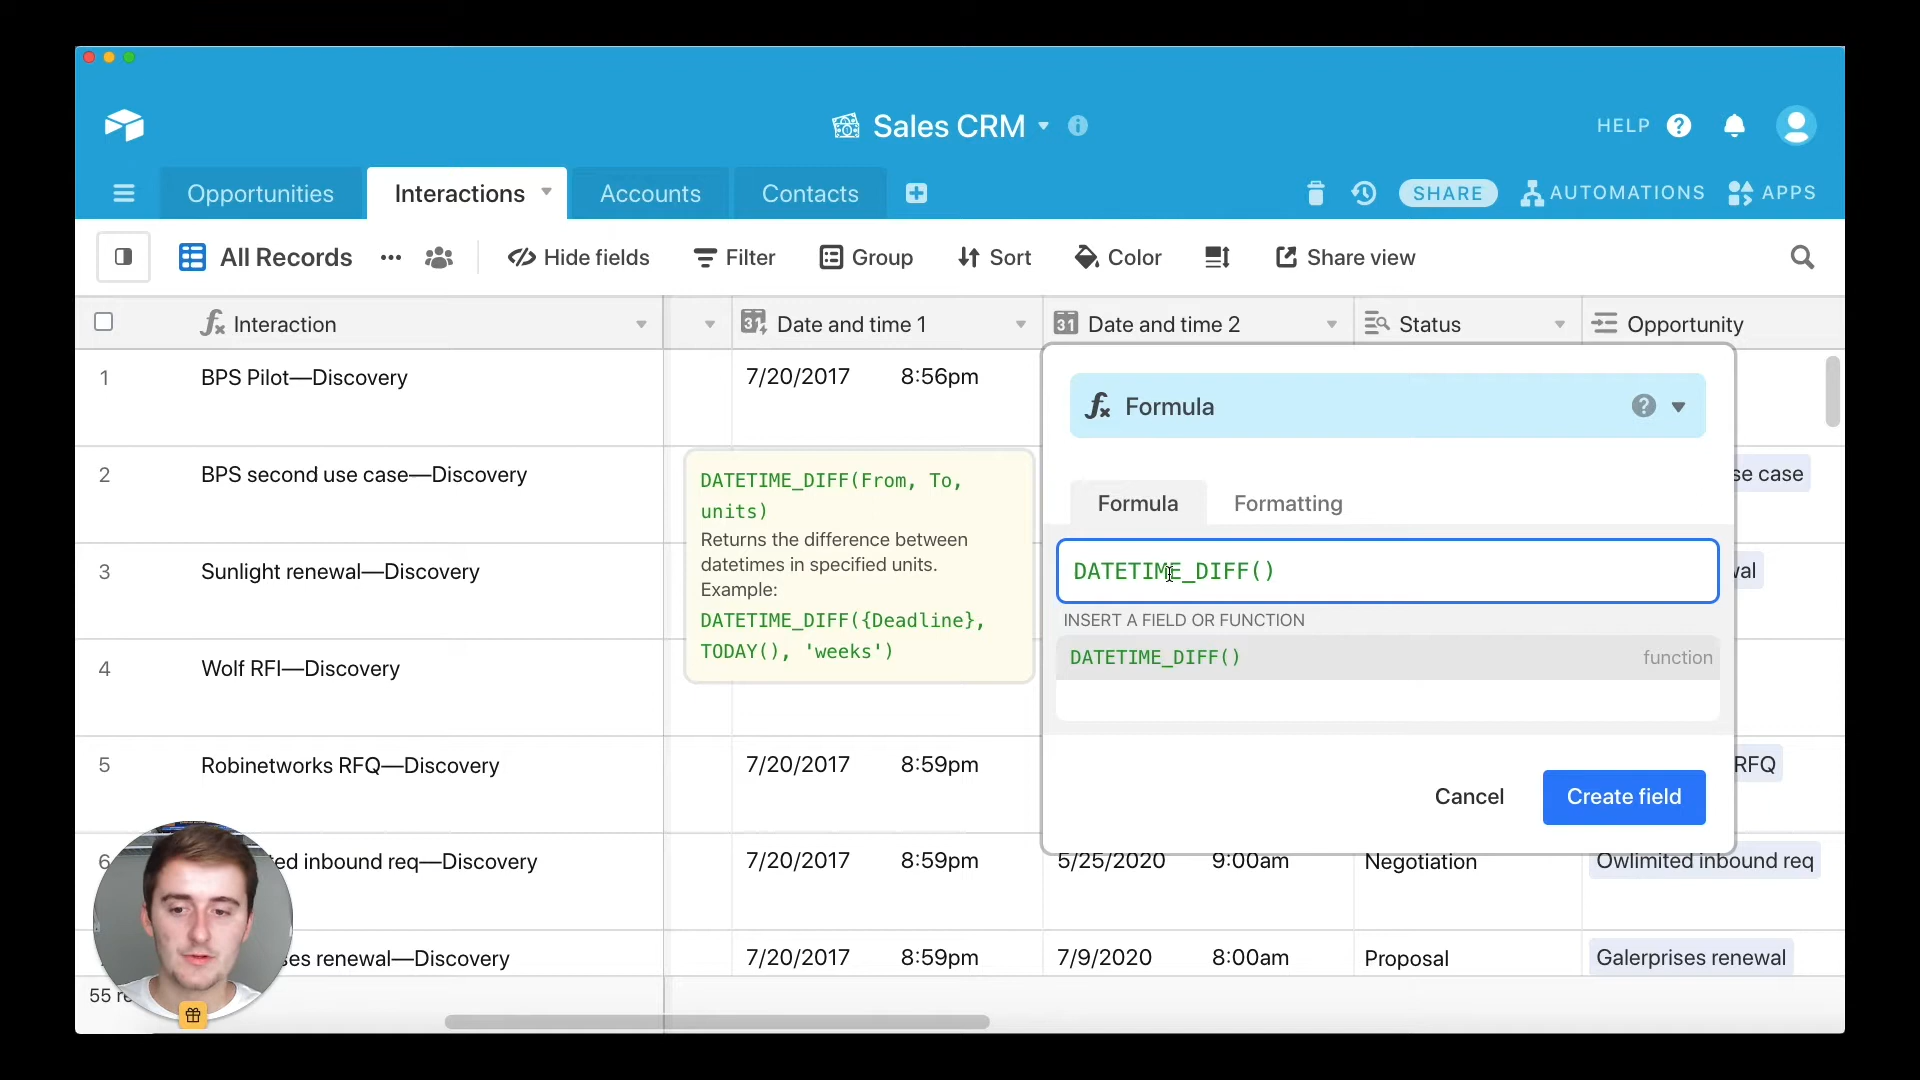 Sales CRM
HELP
Opportunities
Interactions
Accounts
Contacts
SHARE
AUTOMATIONS
APPS
All Records
Hide fields
Filter
Group
Sort
Color
Share view
Interaction
31 Date and time 1
31 Date and time 2
Status
Opportunity
1 BPS Pilot—Discovery 7/20/2017 8:56pm
2 BPS second use case—Discovery
se case
3 Sunlight renewal—Discovery
4 Wolf RFI—Discovery
5 Robinetworks RFQ—Discovery 7/20/2017 8:59pm
RFQ
6 ed inbound req—Discovery 7/20/2017 8:59pm 5/25/2020 9:00am Negotiation Owlimited inbound req
es renewal—Discovery 7/20/2017 8:59pm 7/9/2020 8:00am Proposal Galerprises renewal
55 re
DATETIME_DIFF(From, To,
units)
Returns the difference between
datetimes in specified units.
Example:
DATETIME_DIFF({Deadline},
TODAY(), 'weeks')
Formula
Formula
Formatting
DATETIME_DIFF()
INSERT A FIELD OR FUNCTION
DATETIME_DIFF() function
Cancel
Create field